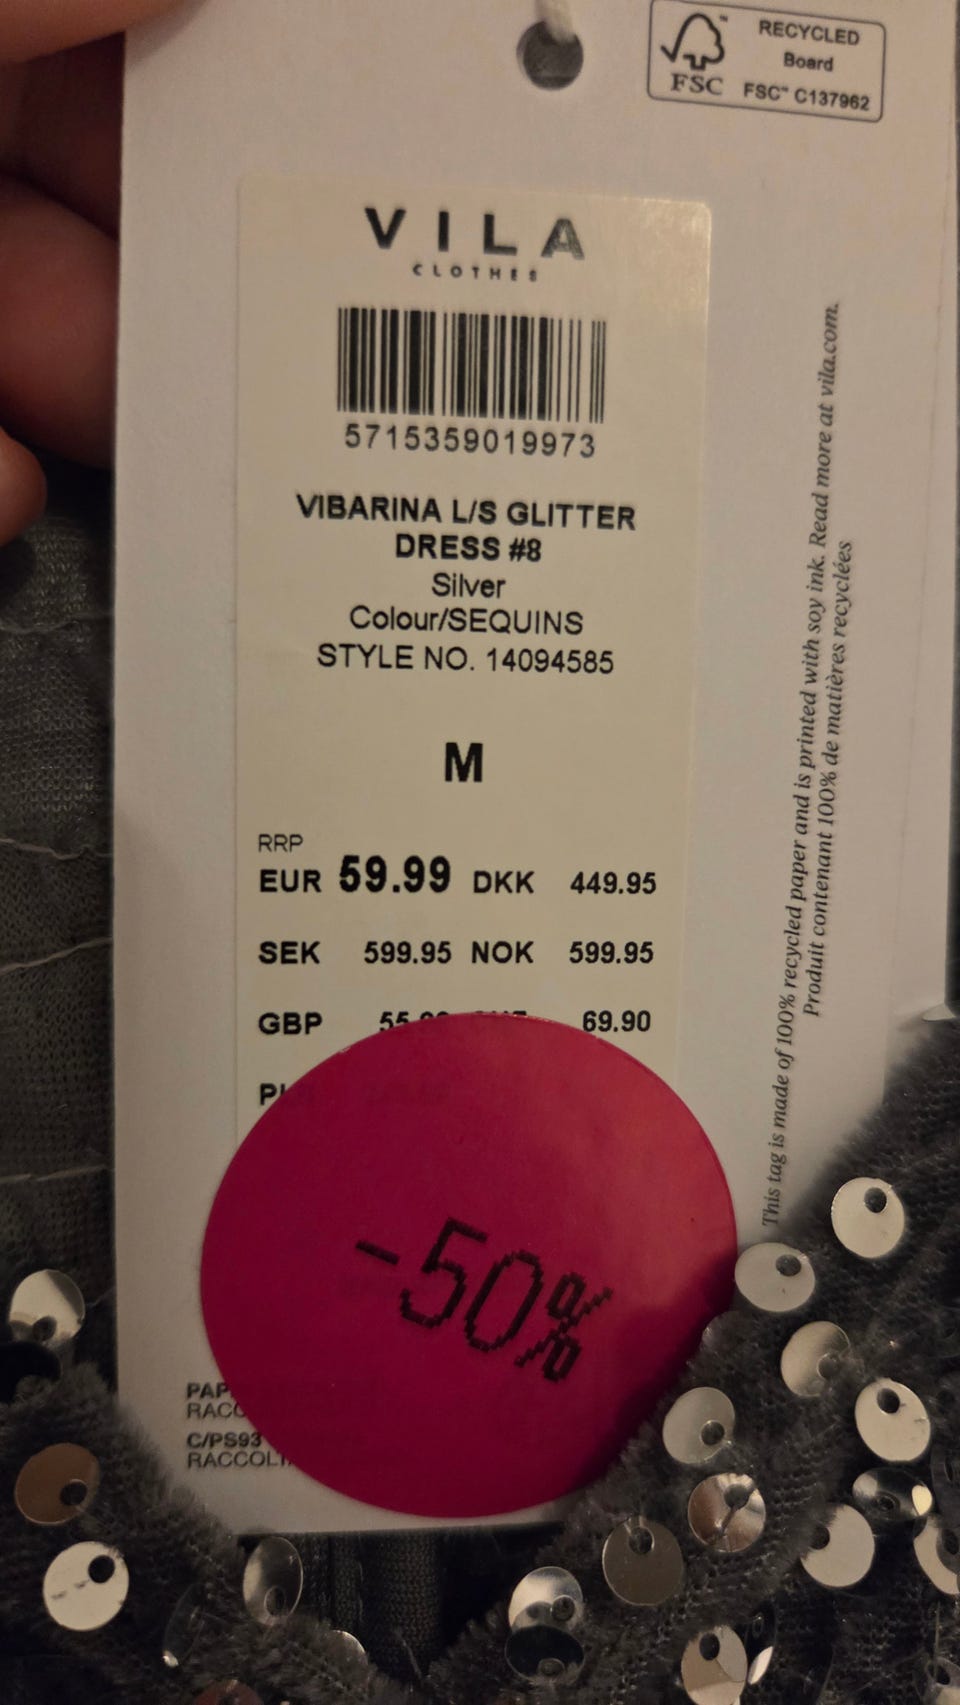 RECYCLED
Board
FSC™ C137962
FSC™
VILA
CLOTHES
5715359019973
VIBARINA L/S GLITTER
DRESS #8
Silver
Colour/SEQUINS
STYLE NO. 14094585
M
RRP
EUR 59.99 DKK 449.95
SEK 599.95 NOK 599.95
GBP 69.90
-50%
C/PS93
This tag is made of 100% recycled paper and is printed with soy ink. Read more at vila.com.
Produit contenant 100% de matières recyclées